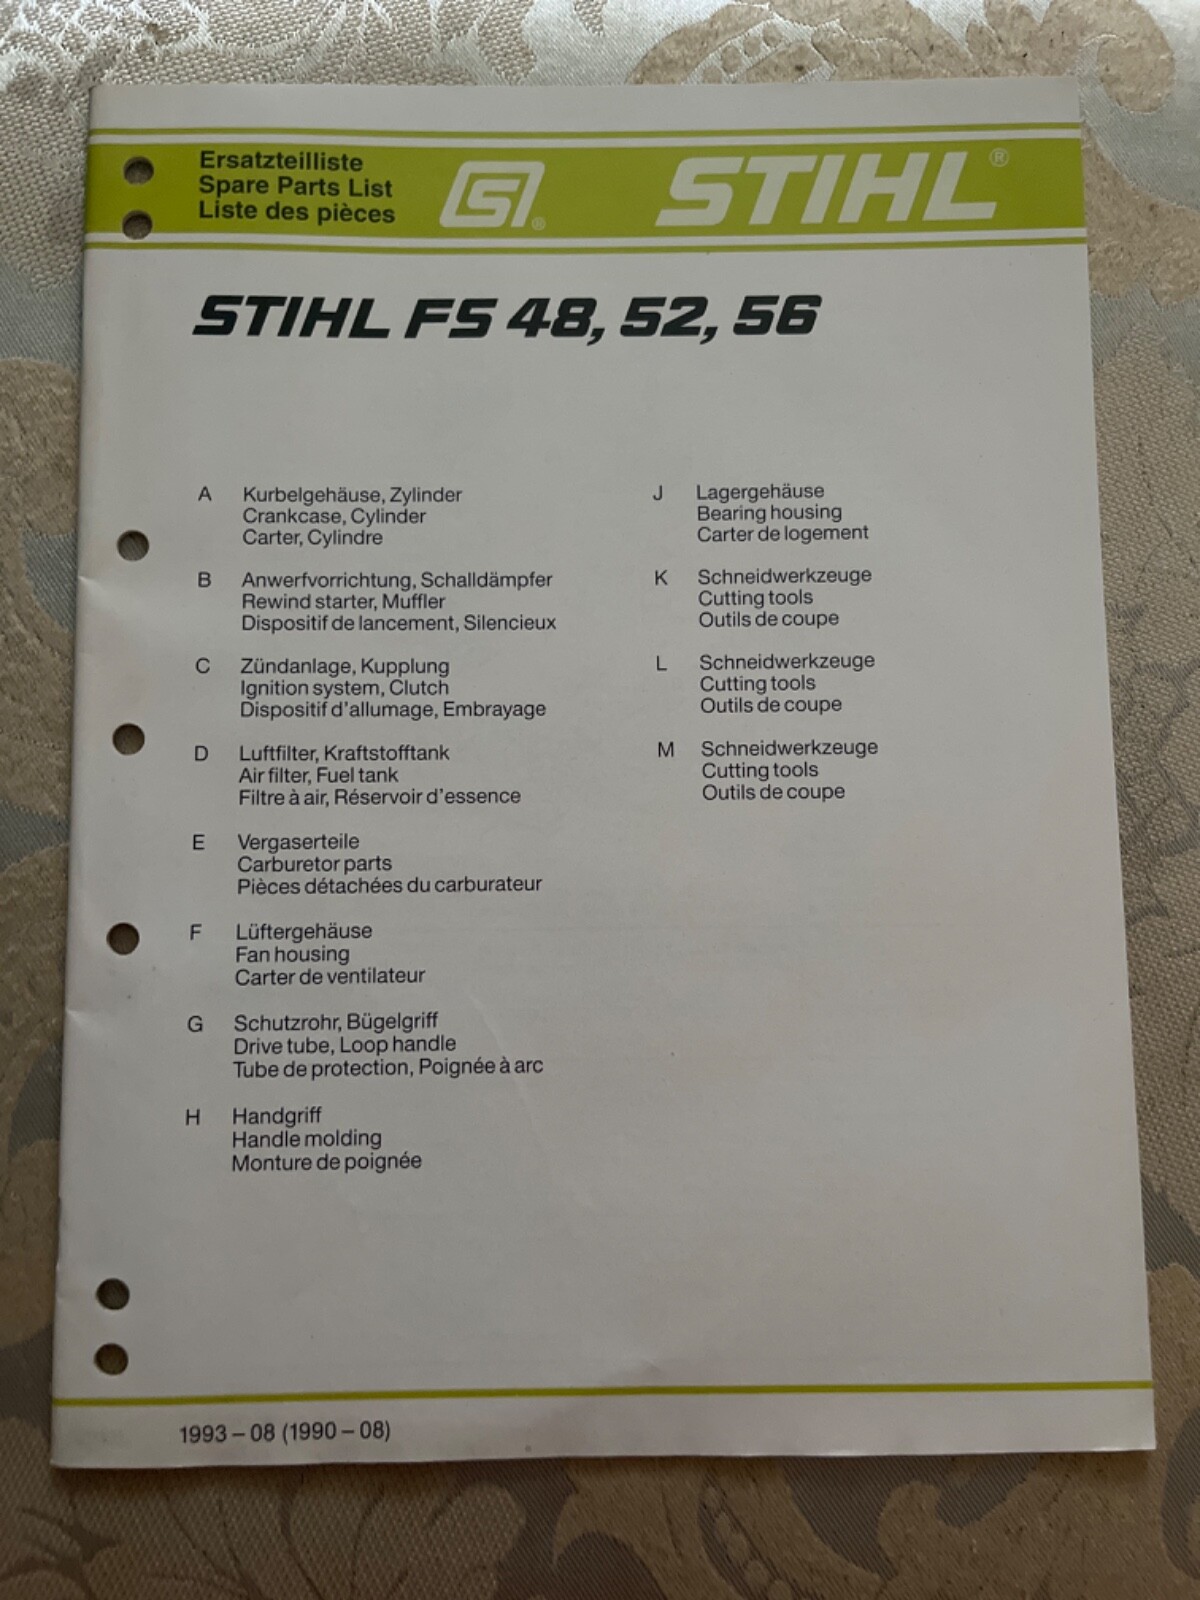 Ersatzteilliste
Spare Parts List
Liste des pièces
STIHL®
STIHL FS 48, 52, 56
A Kurbelgehäuse, Zylinder
Crankcase, Cylinder
Carter, Cylindre
B Anwerfvorrichtung, Schalldämpfer
Rewind starter, Muffler
Dispositif de lancement, Silencieux
C Zündanlage, Kupplung
Ignition system, Clutch
Dispositif d'allumage, Embrayage
D Luftfilter, Kraftstofftank
Air filter, Fuel tank
Filtre à air, Réservoir d'essence
E Vergaserteile
Carburetor parts
Pièces détachées du carburateur
F Lüftergehäuse
Fan housing
Carter de ventilateur
G Schutzrohr, Bügelgriff
Drive tube, Loop handle
Tube de protection, Poignée à arc
H Handgriff
Handle molding
Monture de poignée
J Lagergehäuse
Bearing housing
Carter de logement
K Schneidwerkzeuge
Cutting tools
Outils de coupe
L Schneidwerkzeuge
Cutting tools
Outils de coupe
M Schneidwerkzeuge
Cutting tools
Outils de coupe
1993 – 08 (1990 – 08)